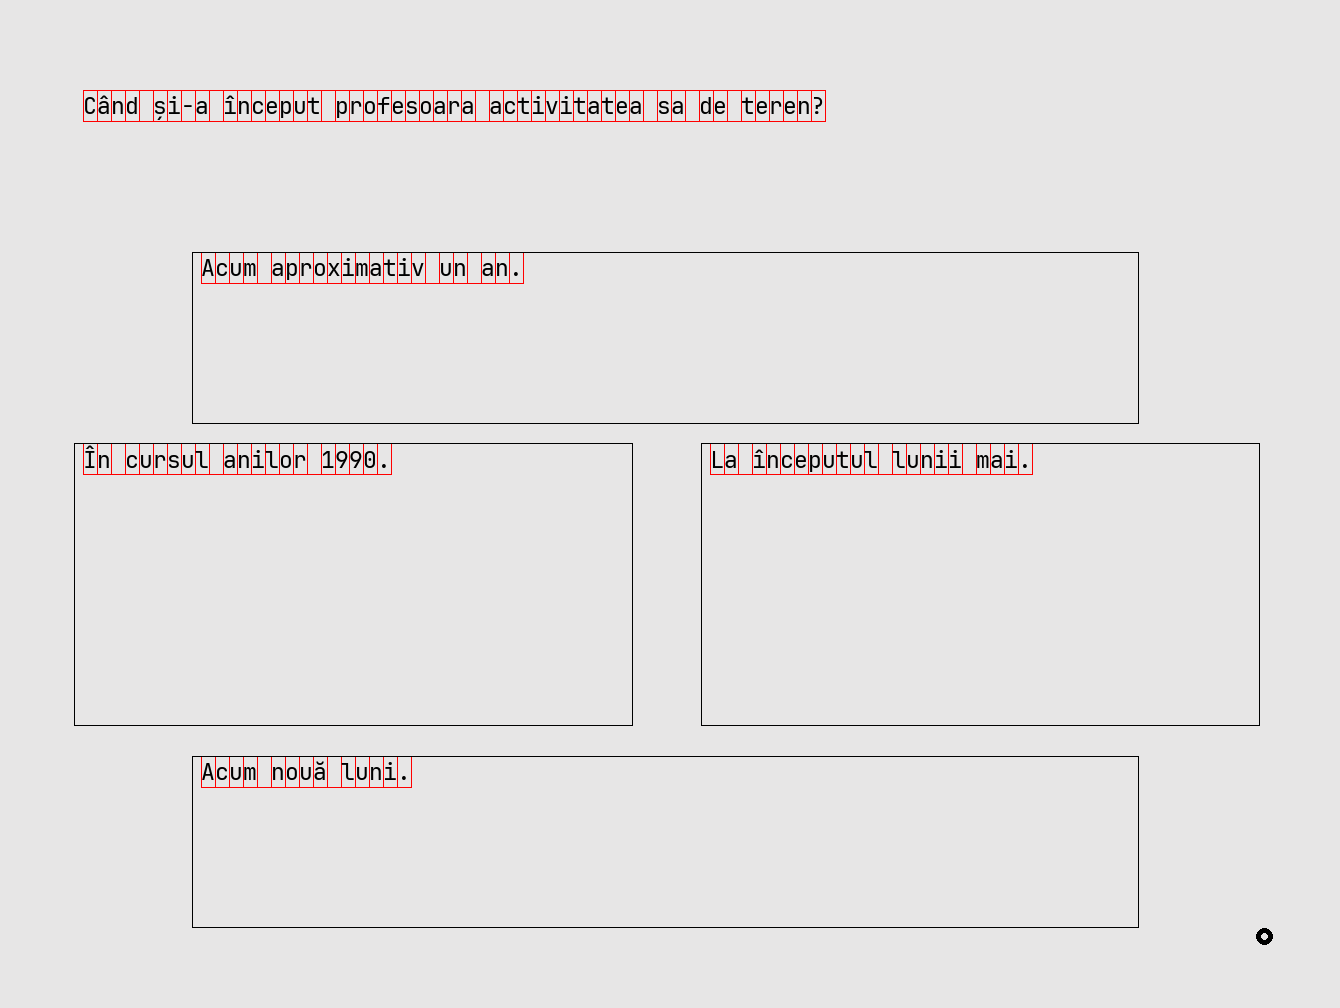 Când și-a început profesoara activitatea sa de teren?
Acum aproximativ un an.
În cursul anilor 1990.
La începutul lunii mai.
Acum nouă luni.